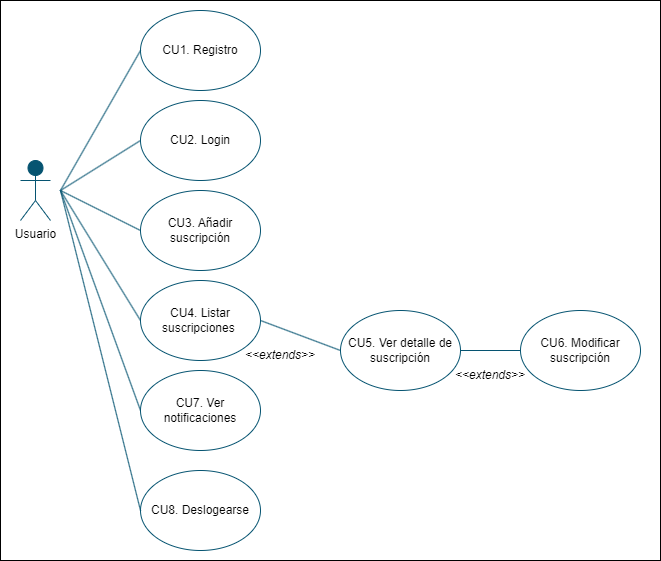 CU1. Registro
CU2. Login
Usuario
CU3. Añadir
suscripción
CU4. Listar
suscripciones
<<extends>>
CU5. Ver detalle de
suscripción
<<extends>>
CU6. Modificar
suscripción
CU7. Ver
notificaciones
CU8. Deslogearse